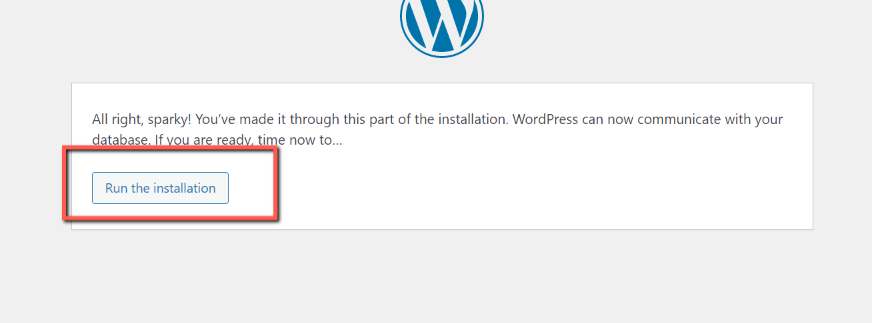 All right, sparky! You’ve made it through this part of the installation. WordPress can now communicate with your
database. If you are ready, time now to…
Run the installation